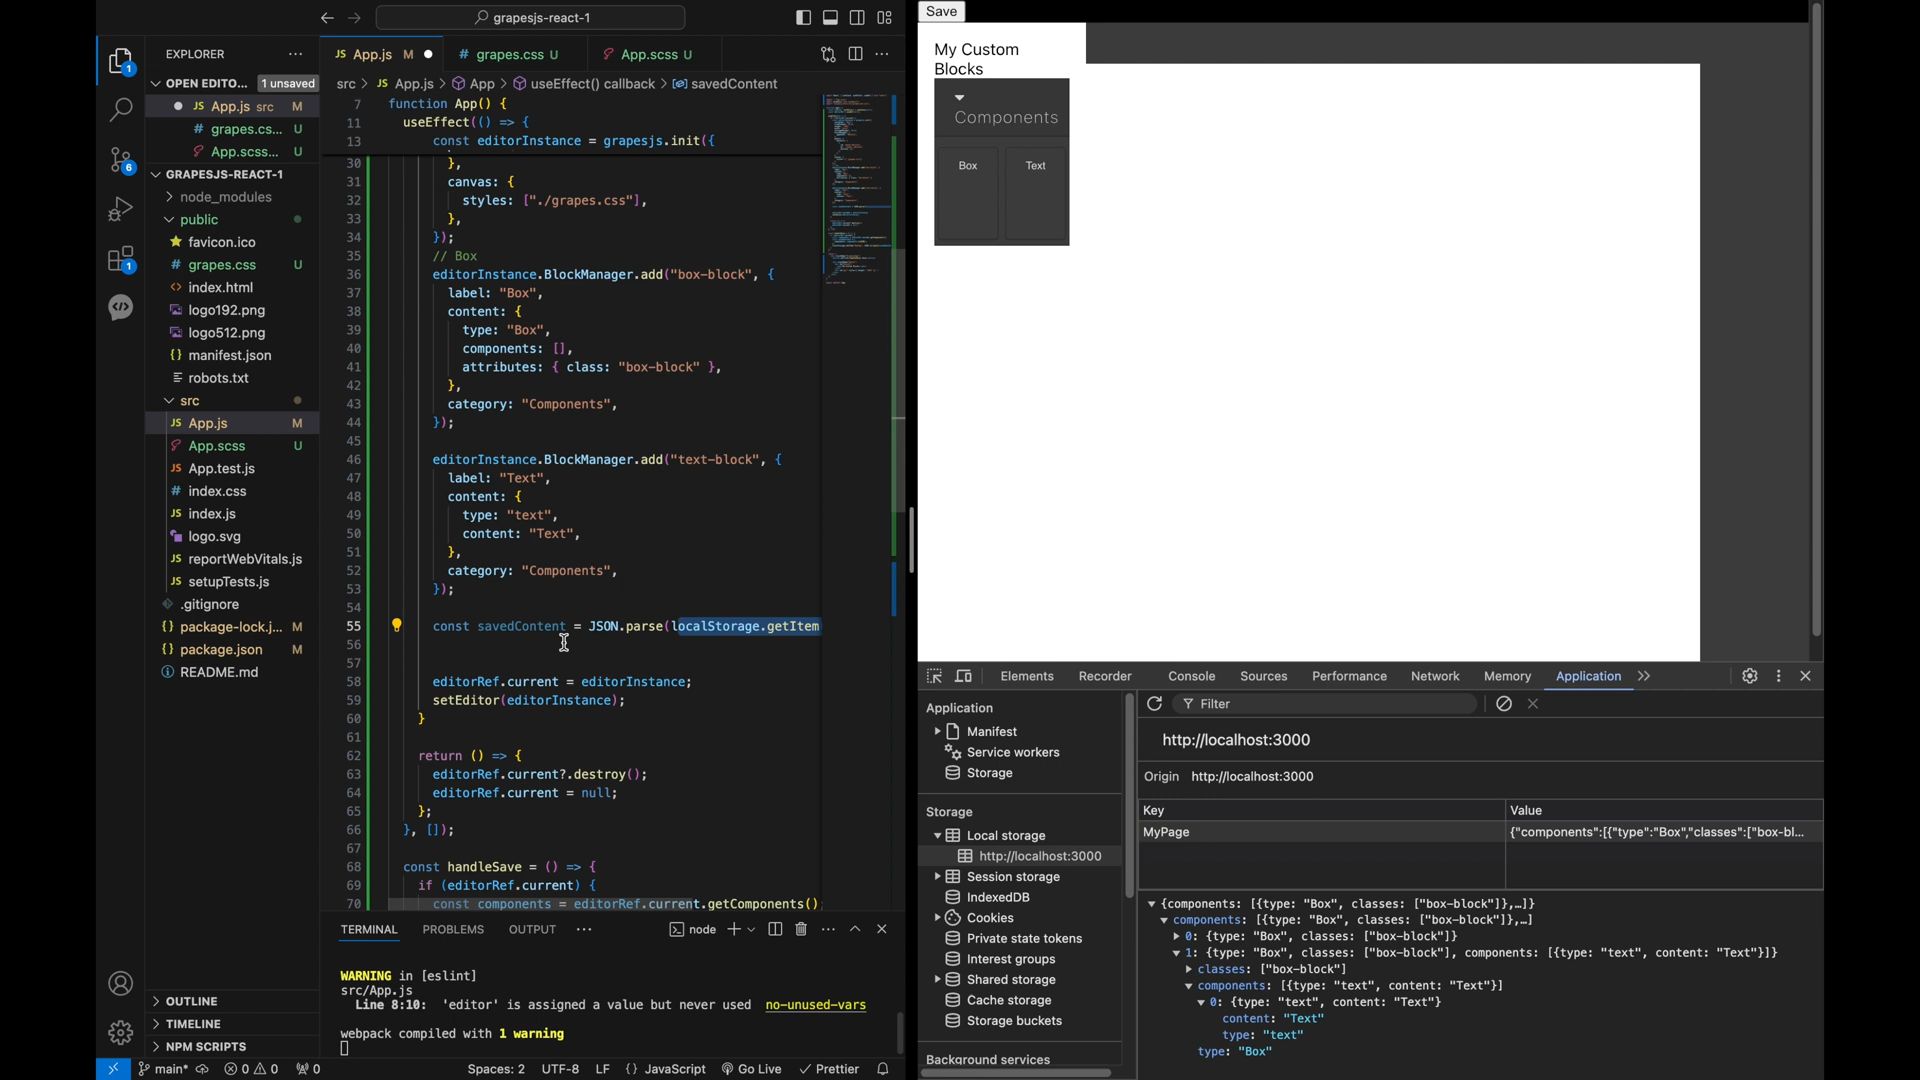 grapesjs-react-1
EXPLORER
OPEN EDITO... 1 unsaved
App.js src M
grapes.cs... U
App.scss... U
GRAPESJS-REACT-1
node_modules
public
favicon.ico
grapes.css U
index.html
logo192.png
logo512.png
manifest.json
robots.txt
src
App.js M
App.scss U
App.test.js
index.css
index.js
logo.svg
reportWebVitals.js
setupTests.js
.gitignore
package-lock.j... M
package.json M
README.md
OUTLINE
TIMELINE
NPM SCRIPTS
1
6
1
JS App.js M
# grapes.css U
App.scss U
src > JS App.js > App > useEffect() callback > savedContent
7 function App() {
11 useEffect(() => {
13 const editorInstance = grapesjs.init({
30 },
31 canvas: {
32 styles: ["./grapes.css"],
33 },
34 });
35 // Box
36 editorInstance.BlockManager.add("box-block", {
37 label: "Box",
38 content: {
39 type: "Box",
40 components: [],
41 attributes: { class: "box-block" },
42 },
43 category: "Components",
44 });
45
46 editorInstance.BlockManager.add("text-block", {
47 label: "Text",
48 content: {
49 type: "text",
50 content: "Text",
51 },
52 category: "Components",
53 });
54
55 const savedContent = JSON.parse(localStorage.getItem
56
57
58 editorRef.current = editorInstance;
59 setEditor(editorInstance);
60 }
61
62 return () => {
63 editorRef.current?.destroy();
64 editorRef.current = null;
65 };
66 }, []);
67
68 const handleSave = () => {
69 if (editorRef.current) {
70 const components = editorRef.current.getComponents()
TERMINAL PROBLEMS OUTPUT ··· node
WARNING in [eslint]
src/App.js
Line 8:10: 'editor' is assigned a value but never used no-unused-vars
webpack compiled with 1 warning
main* 0 0 0 Spaces: 2 UTF-8 LF {} JavaScript Go Live Prettier
Save
My Custom
Blocks
Components
Box Text
Elements Recorder Console Sources Performance Network Memory Application
Application
Manifest
Service workers
Storage
Storage
Local storage
http://localhost:3000
Session storage
IndexedDB
Cookies
Private state tokens
Interest groups
Shared storage
Cache storage
Storage buckets
Background services
Filter
http://localhost:3000
Origin http://localhost:3000
Key Value
MyPage {"components":[{"type":"Box","classes":["box-bl...
{components: [{type: "Box", classes: ["box-block"]},…]}
components: [{type: "Box", classes: ["box-block"]},…]
0: {type: "Box", classes: ["box-block"]}
1: {type: "Box", classes: ["box-block"], components: [{type: "text", content: "Text"}]}
classes: ["box-block"]
components: [{type: "text", content: "Text"}]
0: {type: "text", content: "Text"}
content: "Text"
type: "text"
type: "Box"